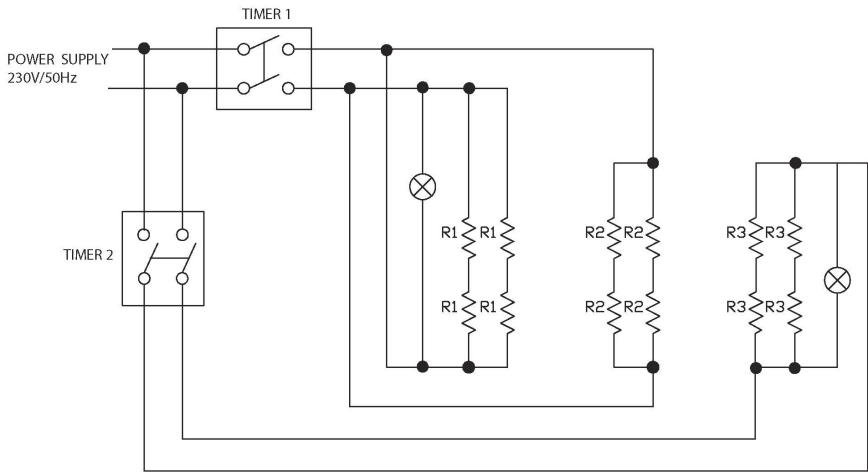 TIMER 1
POWER SUPPLY
230V/50Hz
TIMER 2
R1 R1
R2 R2
R3 R3
R1 R1
R2 R2
R3 R3